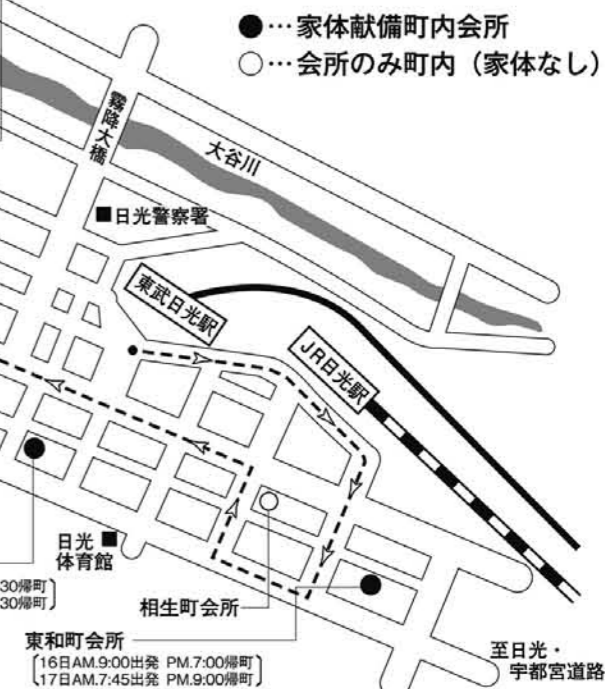 ●…家体献備町内会所
○…会所のみ町内（家体なし）
霧降大橋
大谷川
■日光警察署
東武日光駅
JR日光駅
日光■
体育館
30帰町
30帰町
相生町会所
東和町会所
16日AM.9:00出発 PM.7:00帰町
17日AM.7:45出発 PM.9:00帰町
至日光・
宇都宮道路